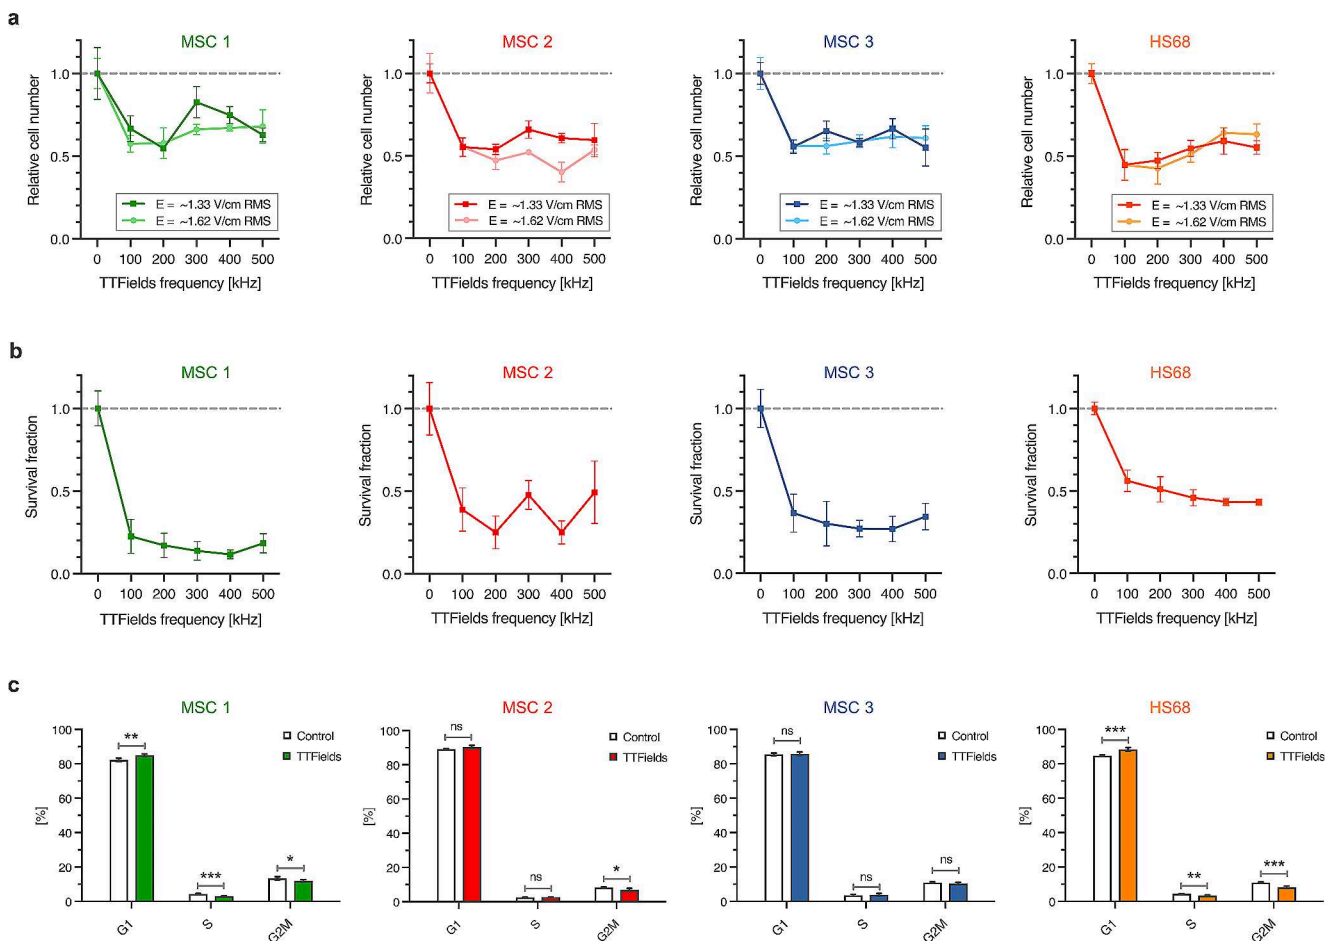 a
MSC 1
MSC 2
MSC 3
HS68
Relative cell number
1.0
0.5
0.0
E = ~1.33 V/cm RMS
E = ~1.62 V/cm RMS
0 100 200 300 400 500
TTFields frequency [kHz]
Relative cell number
1.0
0.5
0.0
E = ~1.33 V/cm RMS
E = ~1.62 V/cm RMS
0 100 200 300 400 500
TTFields frequency [kHz]
Relative cell number
1.0
0.5
0.0
E = ~1.33 V/cm RMS
E = ~1.62 V/cm RMS
0 100 200 300 400 500
TTFields frequency [kHz]
Relative cell number
1.0
0.5
0.0
E = ~1.33 V/cm RMS
E = ~1.62 V/cm RMS
0 100 200 300 400 500
TTFields frequency [kHz]
b
MSC 1
MSC 2
MSC 3
HS68
Survival fraction
1.0
0.5
0.0
0 100 200 300 400 500
TTFields frequency [kHz]
Survival fraction
1.0
0.5
0.0
0 100 200 300 400 500
TTFields frequency [kHz]
Survival fraction
1.0
0.5
0.0
0 100 200 300 400 500
TTFields frequency [kHz]
Survival fraction
1.0
0.5
0.0
0 100 200 300 400 500
TTFields frequency [kHz]
c
MSC 1
MSC 2
MSC 3
HS68
[%]
100
80
60
40
20
0
**
***
*
Control
TTFields
G1 S G2M
[%]
100
80
60
40
20
0
ns
ns
*
Control
TTFields
G1 S G2M
[%]
100
80
60
40
20
0
ns
ns
ns
Control
TTFields
G1 S G2M
[%]
100
80
60
40
20
0
***
**
***
Control
TTFields
G1 S G2M